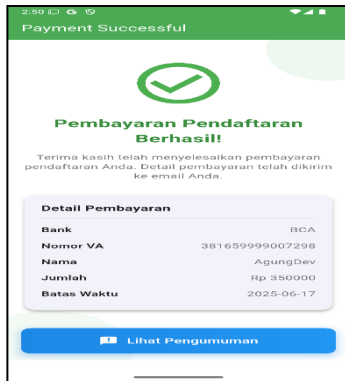 2:50
Payment Successful
Pembayaran Pendaftaran
Berhasil!
Terima kasih telah menyelesaikan pembayaran
pendaftaran Anda. Detail pembayaran telah dikirim
ke email Anda.
Detail Pembayaran
Bank BCA
Nomor VA 381659999007298
Nama AgungDev
Jumlah Rp 350000
Batas Waktu 2025-06-17
Lihat Pengumuman